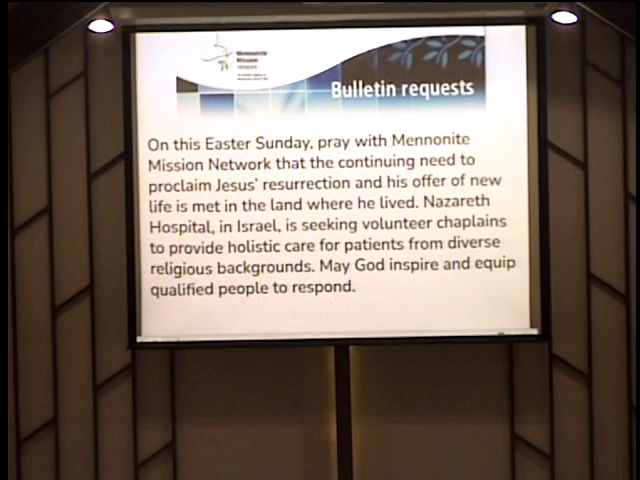 Mennonite
Mission
Network
Bulletin requests
On this Easter Sunday, pray with Mennonite
Mission Network that the continuing need to
proclaim Jesus' resurrection and his offer of new
life is met in the land where he lived. Nazareth
Hospital, in Israel, is seeking volunteer chaplains
to provide holistic care for patients from diverse
religious backgrounds. May God inspire and equip
qualified people to respond.